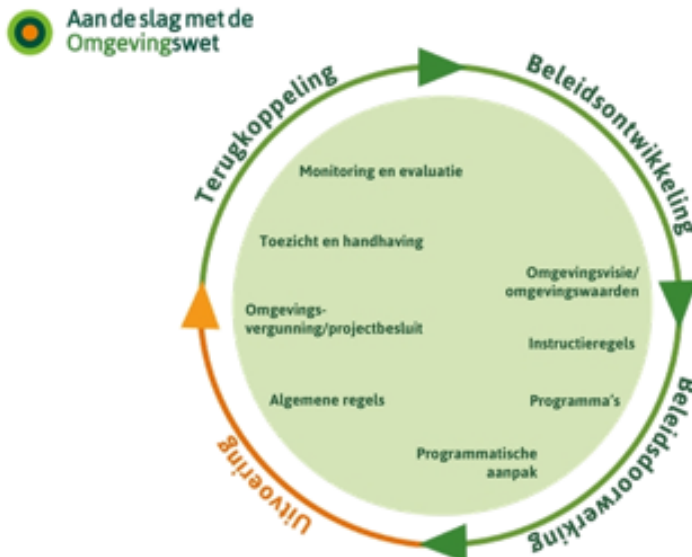 Aan de slag met de
Omgevingswet
Terugkoppeling
Beleidsontwikkeling
Monitoring en evaluatie
Toezicht en handhaving
Omgevingsvisie/
omgevingswaarden
Omgevings-
vergunning/projectbesluit
Instructieregels
Algemene regels
Programma's
Programmatische
aanpak
Uitvoering
Beleidsdoorwerking